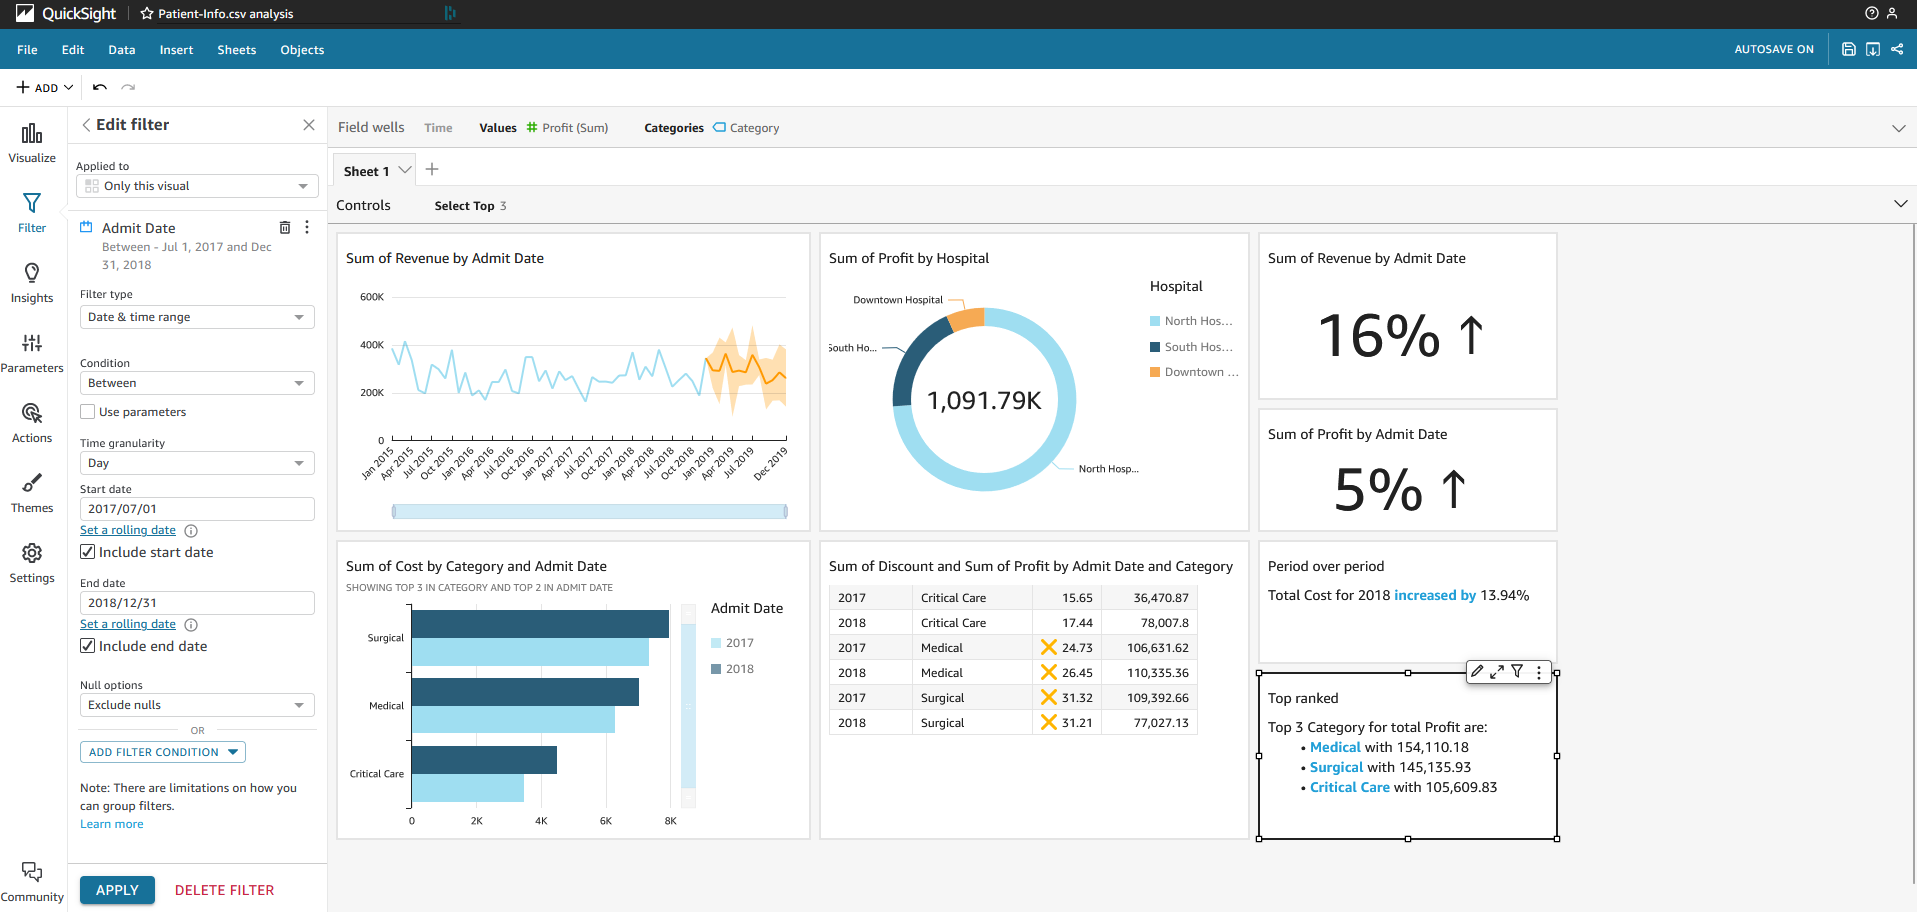 QuickSight
Patient-Info.csv analysis
File Edit Data Insert Sheets Objects
AUTOSAVE ON
ADD
Visualize
Filter
Insights
Parameters
Actions
Themes
Settings
Community
Edit filter
Applied to
Only this visual
Admit Date
Between - Jul 1, 2017 and Dec
31, 2018
Filter type
Date & time range
Condition
Between
Use parameters
Time granularity
Day
Start date
2017/07/01
Set a rolling date
Include start date
End date
2018/12/31
Set a rolling date
Include end date
Null options
Exclude nulls
OR
ADD FILTER CONDITION
Note: There are limitations on how you
can group filters.
Learn more
APPLY DELETE FILTER
Field wells Time Values # Profit (Sum) Categories Category
Sheet 1
Controls Select Top 3
Sum of Revenue by Admit Date
600K
400K
200K
0
Jan 2015 Apr 2015 Jul 2015 Oct 2015 Jan 2016 Apr 2016 Jul 2016 Oct 2016 Jan 2017 Apr 2017 Jul 2017 Oct 2017 Jan 2018 Apr 2018 Jul 2018 Oct 2018 Jan 2019 Apr 2019 Jul 2019 Dec 2019
Sum of Profit by Hospital
Downtown Hospital
South Ho...
1,091.79K
North Hosp...
Hospital
North Hos...
South Hos...
Downtown ...
Sum of Revenue by Admit Date
16% ↑
Sum of Profit by Admit Date
5% ↑
Sum of Cost by Category and Admit Date
SHOWING TOP 3 IN CATEGORY AND TOP 2 IN ADMIT DATE
Surgical
Medical
Critical Care
0 2K 4K 6K 8K
Admit Date
2017
2018
Sum of Discount and Sum of Profit by Admit Date and Category
2017 Critical Care 15.65 36,470.87
2018 Critical Care 17.44 78,007.8
2017 Medical 24.73 106,631.62
2018 Medical 26.45 110,335.36
2017 Surgical 31.32 109,392.66
2018 Surgical 31.21 77,027.13
Period over period
Total Cost for 2018 increased by 13.94%
Top ranked
Top 3 Category for total Profit are:
• Medical with 154,110.18
• Surgical with 145,135.93
• Critical Care with 105,609.83